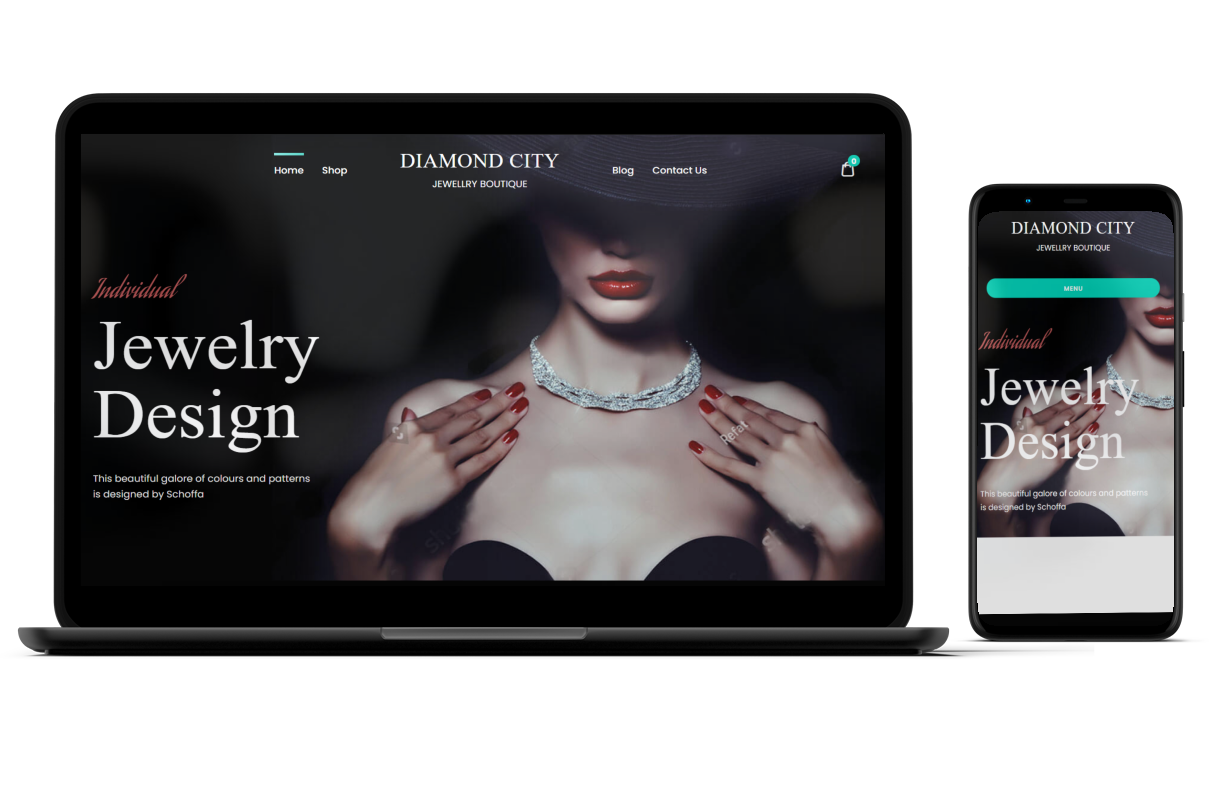 Home
Shop
DIAMOND CITY
JEWELLRY BOUTIQUE
Blog
Contact Us
0
Individual
Jewelry
Design
This beautiful galore of colours and patterns
is designed by Schoffa
Refat
DIAMOND CITY
JEWELLRY BOUTIQUE
MENU
Individual
Jewelry
Design
This beautiful galore of colours and patterns
is designed by Schoffa